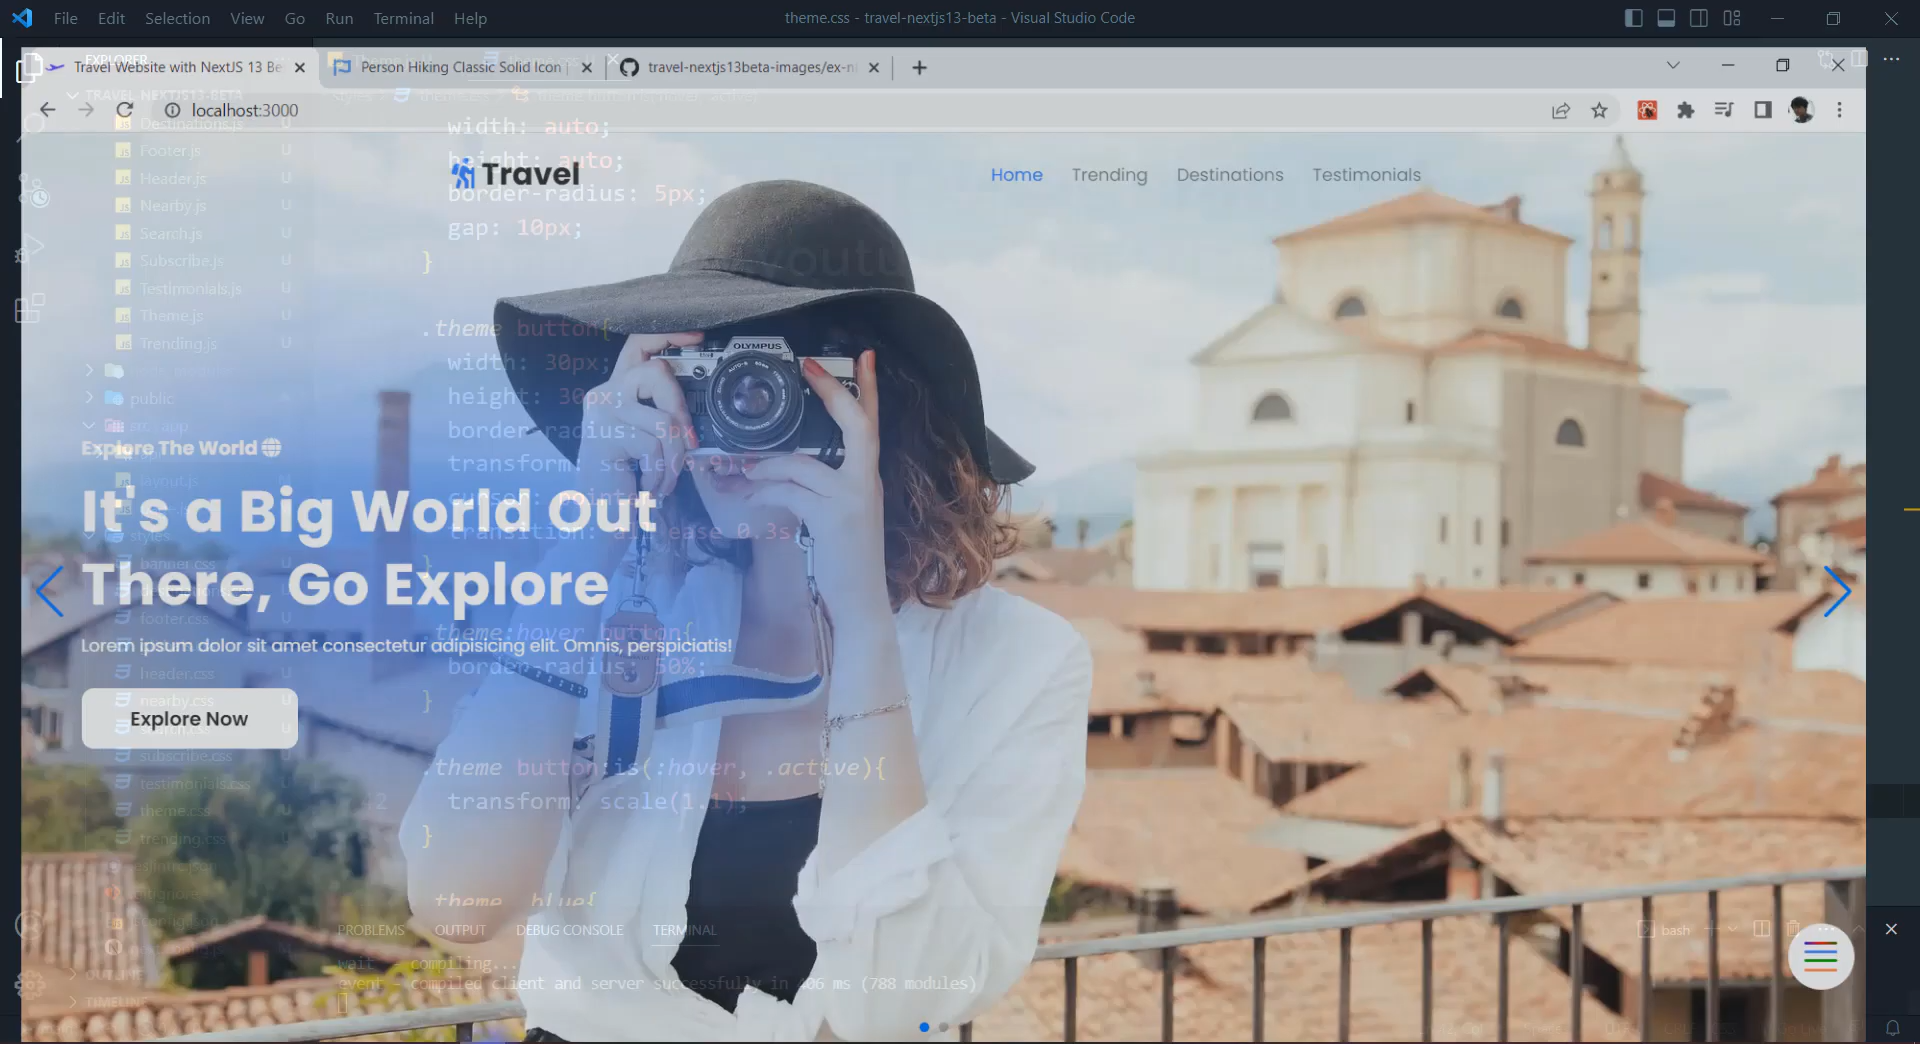 File Edit Selection View Go Run Terminal Help
theme.css - travel-nextjs13-beta - Visual Studio Code
EXPLORER
Travel Website with NextJS 13 Be
Person Hiking Classic Solid Icon |
travel-nextjs13beta-images/ex-n
TRAVEL-NEXTJS13-BETA
localhost:3000
Destinations.js U
Footer.js U
Header.js U
Nearby.js U
Search.js U
Subscribe.js U
Testimonials.js U
Theme.js U
Trending.js U
public
src app
layout.js
styles
banner.css
footer.css
header.css
nearby.css
subscribe.css
testimonials.css
theme.css
trending.css
OUTLINE
TIMELINE
width: auto;
height: auto;
border-radius: 5px;
gap: 10px;
}
.theme button{
width: 30px;
height: 30px;
border-radius: 5px;
transform: scale(0.9);
cursor: pointer;
transition: all ease 0.3s;
}
.theme:hover button{
border-radius: 50%;
}
.theme button:is(:hover, .active){
transform: scale(1.1);
}
.theme .blue{
Travel
Home Trending Destinations Testimonials
Explore The World
It's a Big World Out
There, Go Explore
Lorem ipsum dolor sit amet consectetur adipisicing elit. Omnis, perspiciatis!
Explore Now
OLYMPUS
PROBLEMS OUTPUT DEBUG CONSOLE TERMINAL
bash
wait - compiling...
event - compiled client and server successfully in 406 ms (788 modules)